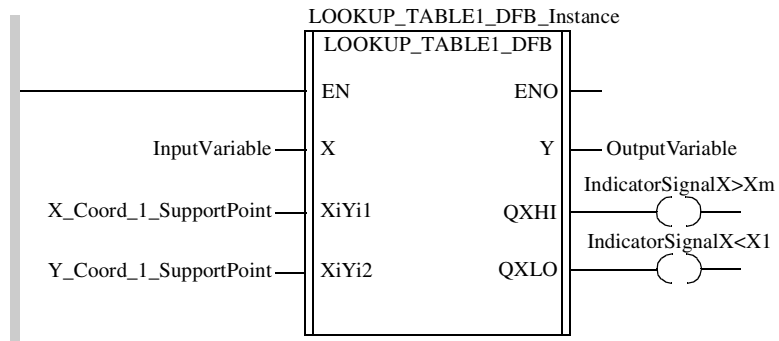 LOOKUP_TABLE1_DFB_Instance
LOOKUP_TABLE1_DFB
EN ENO
InputVariable X Y OutputVariable
IndicatorSignalX>Xm
X_Coord_1_SupportPoint XiYi1 QXHI
IndicatorSignalX<X1
Y_Coord_1_SupportPoint XiYi2 QXLO